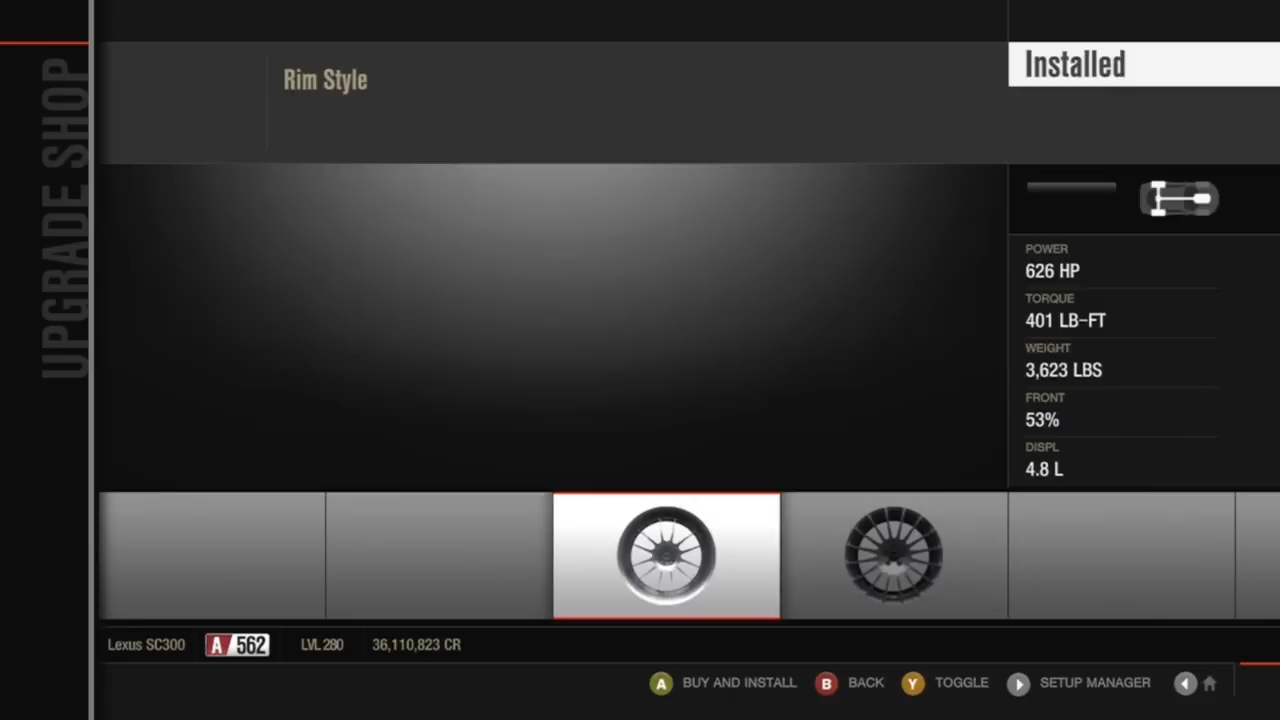 UPGRADE SHOP
Rim Style
Installed
POWER
626 HP
TORQUE
401 LB-FT
WEIGHT
3,623 LBS
FRONT
53%
DISPL
4.8 L
Lexus SC300 A 562 LVL 280 36,110,823 CR
A BUY AND INSTALL B BACK Y TOGGLE SETUP MANAGER